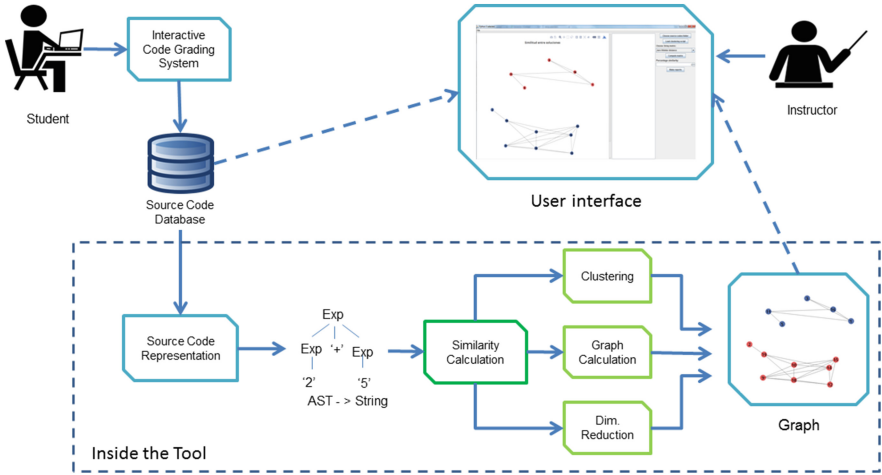 Student
Interactive
Code Grading
System
Source Code
Database
User interface
Instructor
Source Code
Representation
Exp
Exp '+' Exp
'2' '5'
AST - > String
Similarity
Calculation
Clustering
Graph
Calculation
Dim.
Reduction
Graph
Inside the Tool